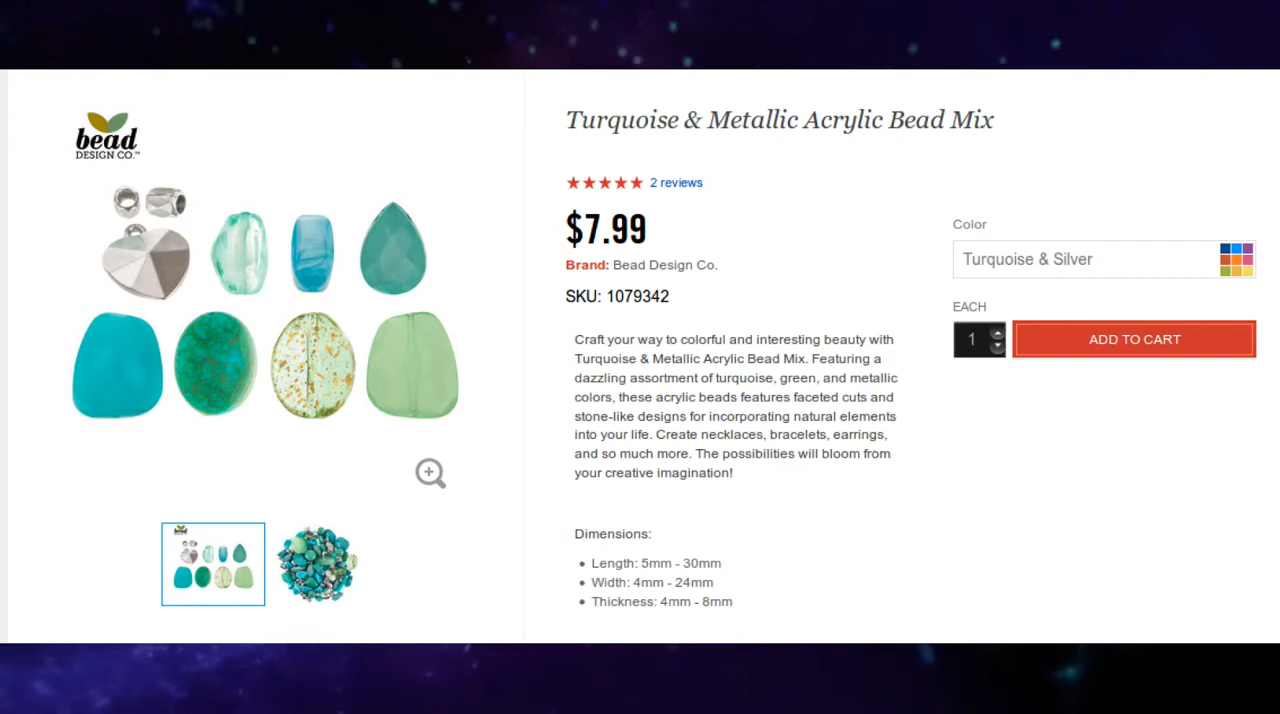 bead
DESIGN CO.™
Turquoise & Metallic Acrylic Bead Mix
2 reviews
$7.99
Brand: Bead Design Co.
SKU: 1079342
Craft your way to colorful and interesting beauty with
Turquoise & Metallic Acrylic Bead Mix. Featuring a
dazzling assortment of turquoise, green, and metallic
colors, these acrylic beads features faceted cuts and
stone-like designs for incorporating natural elements
into your life. Create necklaces, bracelets, earrings,
and so much more. The possibilities will bloom from
your creative imagination!
Dimensions:
• Length: 5mm - 30mm
• Width: 4mm - 24mm
• Thickness: 4mm - 8mm
Color
Turquoise & Silver
EACH
1
ADD TO CART
bead